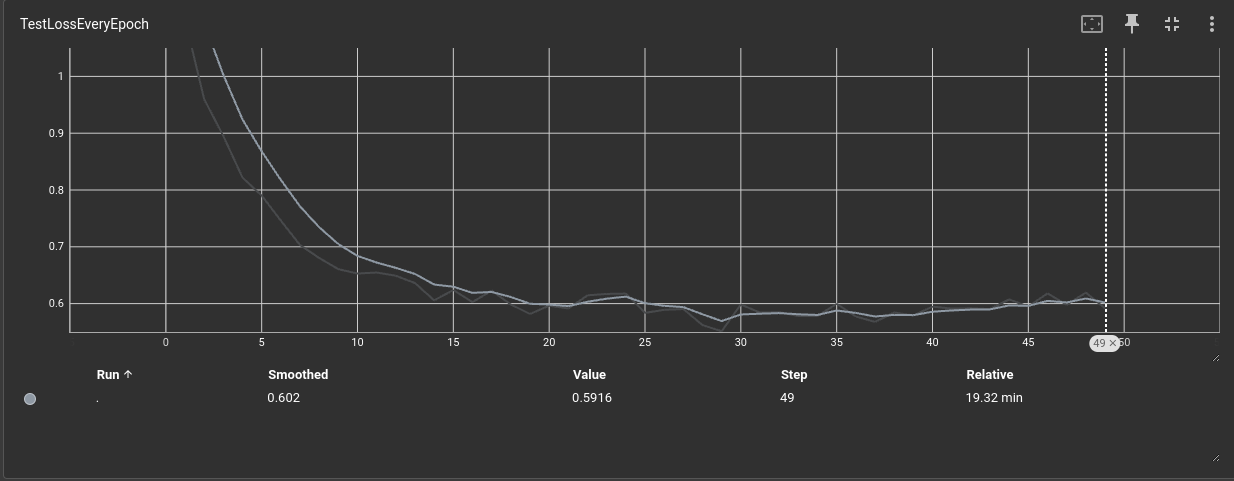 TestLossEveryEpoch
1
0.9
0.8
0.7
0.6
0 5 10 15 20 25 30 35 40 45 49 × 50
Run ↑ Smoothed Value Step Relative
. 0.602 0.5916 49 19.32 min